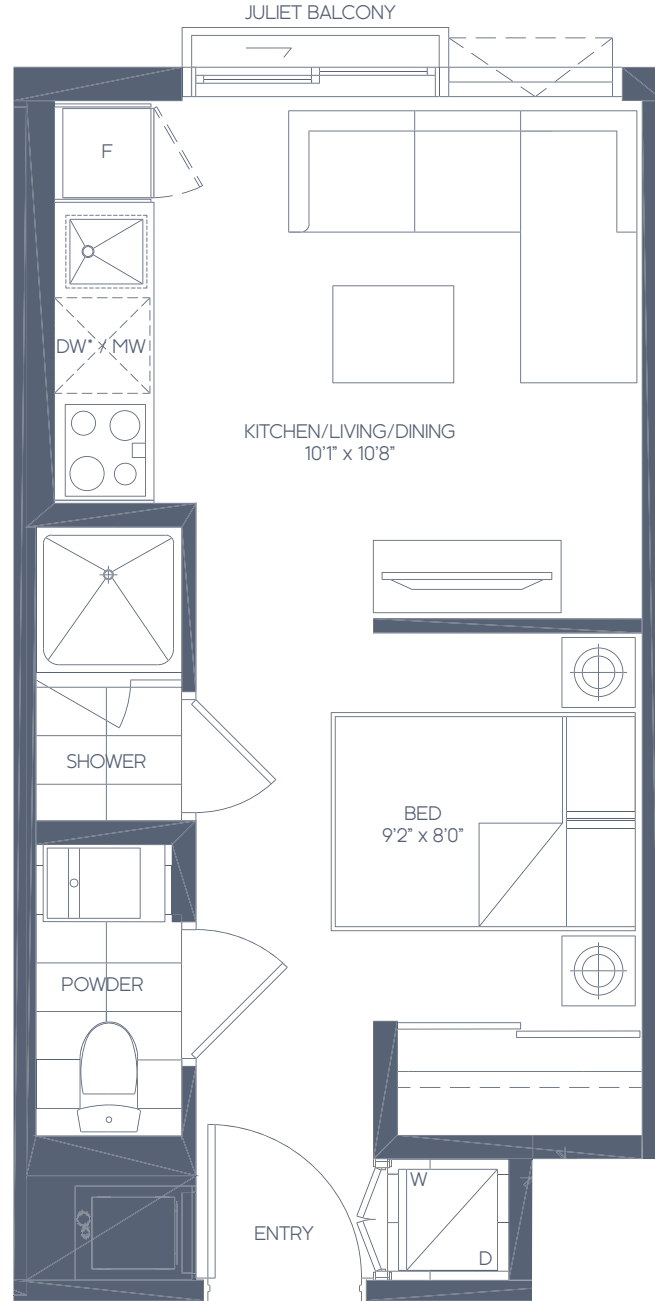 JULIET BALCONY
F
DW* / MW
KITCHEN/LIVING/DINING
10'1" x 10'8"
SHOWER
BED
9'2" x 8'0"
POWDER
W
ENTRY
D